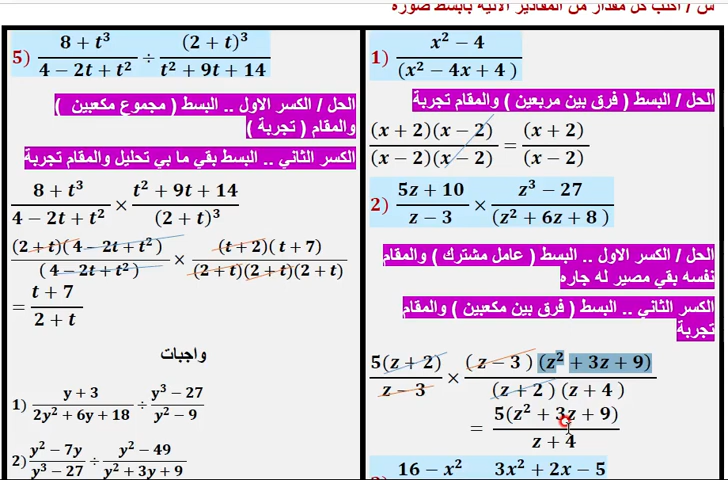 س / اكتب كل مقدار من المقادير الاتية بابسط صورة
1) (x² − 4)/(x² − 4x + 4)
الحل / البسط ( فرق بين مربعين ) والمقام تجربة
((x + 2)(x − 2))/((x − 2)(x − 2)) = (x + 2)/(x − 2)
2) (5z + 10)/(z − 3) × (z³ − 27)/(z² + 6z + 8)
الحل / الكسر الاول .. البسط ( عامل مشترك ) والمقام
نفسه بقي مصير له جاره
الكسر الثاني .. البسط ( فرق بين مكعبين ) والمقام
تجربة
(5(z + 2))/(z − 3) × ((z − 3)(z² + 3z + 9))/((z + 2)(z + 4))
= (5(z² + 3z + 9))/(z + 4)
16 − x² 3x² + 2x − 5
5) (8 + t³)/(4 − 2t + t²) ÷ (2 + t)³/(t² + 9t + 14)
الحل / الكسر الاول .. البسط ( مجموع مكعبين )
والمقام ( تجربة )
الكسر الثاني .. البسط بقي ما بي تحليل والمقام تجربة
(8 + t³)/(4 − 2t + t²) × (t² + 9t + 14)/(2 + t)³
((2 + t)(4 − 2t + t²))/(4 − 2t + t²) × ((t + 2)(t + 7))/((2 + t)(2 + t)(2 + t))
= (t + 7)/(2 + t)
واجبات
1) (y + 3)/(2y² + 6y + 18) ÷ (y³ − 27)/(y² − 9)
2) (y² − 7y)/(y³ − 27) ÷ (y² − 49)/(y² + 3y + 9)